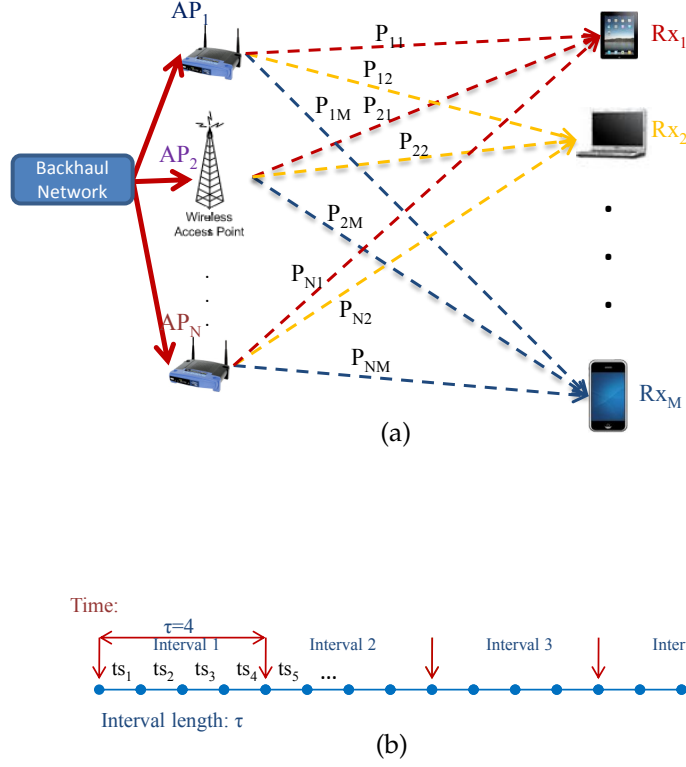 AP1
P11
Rx1
P12
P1M P21
Rx2
AP2
P22
Backhaul
Network
Wireless
Access Point
P2M
PN1
APN
PN2
PNM
RxM
(a)
Time:
τ=4
Interval 1 Interval 2 Interval 3 Inter
ts1 ts2 ts3 ts4 ts5 ...
Interval length: τ
(b)